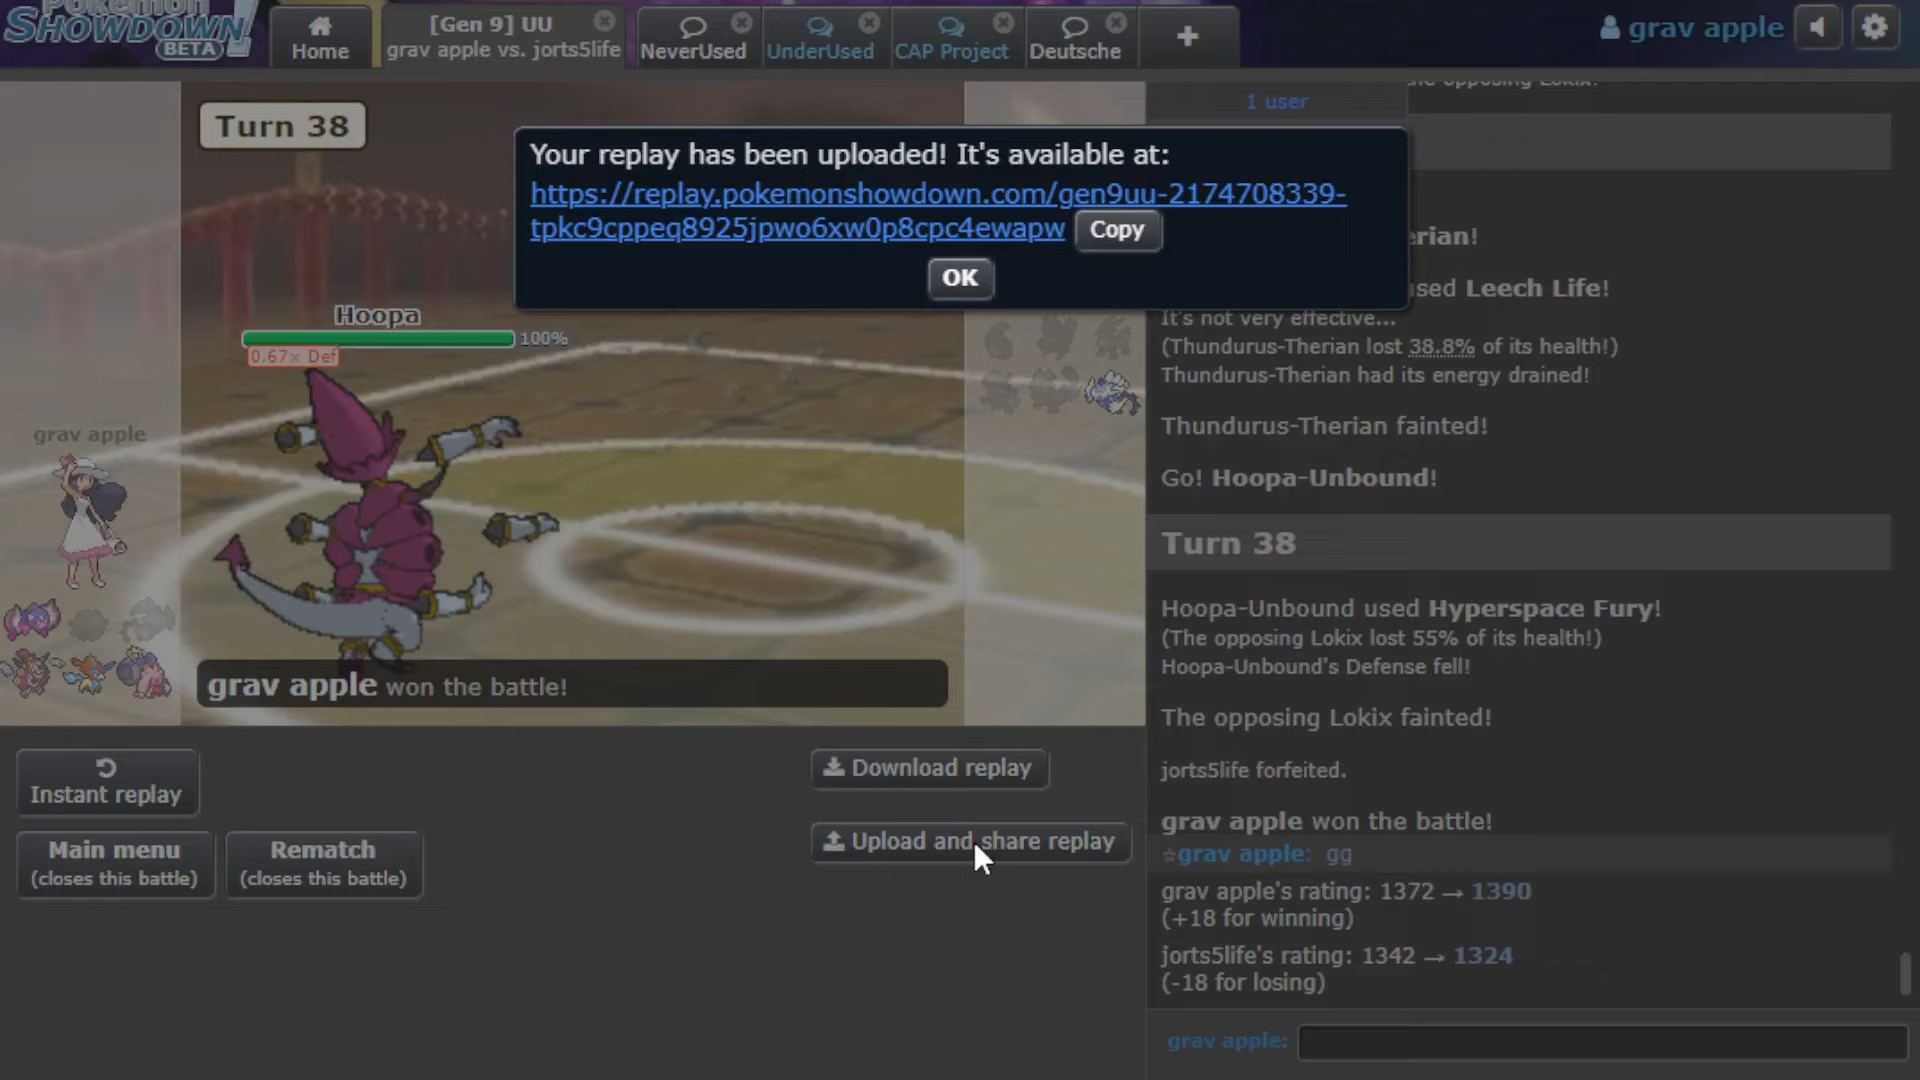 Pokémon
SHOWDOWN!
BETA
Home
[Gen 9] UU
grav apple vs. jorts5life
NeverUsed
UnderUsed
CAP Project
Deutsche
+
grav apple
Turn 38
Your replay has been uploaded! It's available at:
https://replay.pokemonshowdown.com/gen9uu-2174708339-
tpkc9cppeq8925jpwo6xw0p8cpc4ewapw Copy
OK
Hoopa
100%
0.67× Def
grav apple
grav apple won the battle!
Instant replay
Download replay
Upload and share replay
Main menu
(closes this battle)
Rematch
(closes this battle)
the opposing Lokix!
1 user
erian!
used Leech Life!
It's not very effective...
(Thundurus-Therian lost 38.8% of its health!)
Thundurus-Therian had its energy drained!
Thundurus-Therian fainted!
Go! Hoopa-Unbound!
Turn 38
Hoopa-Unbound used Hyperspace Fury!
(The opposing Lokix lost 55% of its health!)
Hoopa-Unbound's Defense fell!
The opposing Lokix fainted!
jorts5life forfeited.
grav apple won the battle!
☆grav apple: gg
grav apple's rating: 1372 → 1390
(+18 for winning)
jorts5life's rating: 1342 → 1324
(-18 for losing)
grav apple: